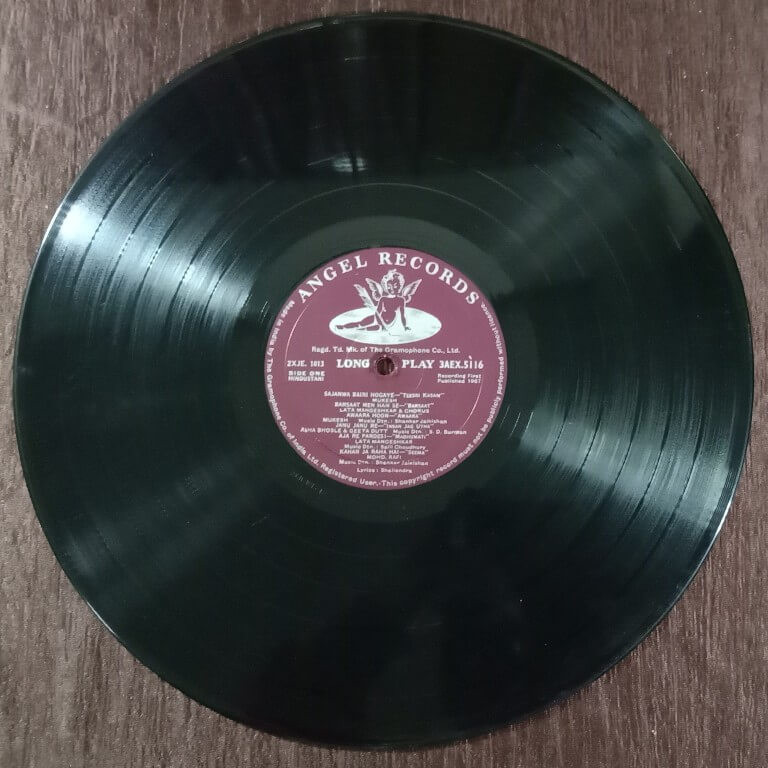 ANGEL RECORDS
Regd. Td. Mk. of The Gramophone Co., Ltd.
2XJE. 1013 LONG PLAY 3AEX.5116
SIDE ONE
HINDUSTANI
Recording First
Published 1967
SAJANWA BAIRI HOGAYE—"TEESRI KASAM"
MUKESH
BARSAAT MEN HAM SE—"BARSAAT"
LATA MANGESHKAR & CHORUS
AWAARA HOON—"AWAARA"
MUKESH Music Dtn.: Shanker Jaikishan
JANU JANU RE—"INSAN JAG UTHA"
ASHA BHOSLE & GEETA DUTT Music Dtn: S. D. Burman
AJA RE PARDESI—"MADHUMATI"
LATA MANGESHKAR
Music Dtn.: Salil Choudhury
KAHAN JA RAHA HAI—"SEEMA"
MOHD. RAFI
Music Dtn.: Shanker Jaikishan
Lyrics: Shailendra
Made in India by The Gramophone Co. of India, Ltd. Registered User.-This copyright record must not be publicly performed without licence.